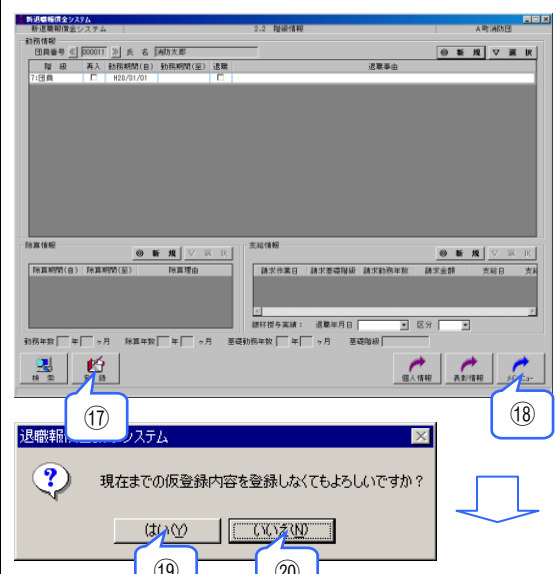 新退職報償金システム
新退職報償金システム 2.2 階級情報 A町消防団
勤務情報
団員番号 ≪ 000011 ≫ 氏 名 消防太郎 ◎ 新 規 ▽ 選 択
階 級 再入 勤務期間(自) 勤務期間(至) 退職 退職事由
7:団員 H20/01/01
除算情報 支給情報
◎ 新 規 ▽ 選 択 ◎ 新 規 ▽ 選 択
除算期間(自) 除算期間(至) 除算理由 請求作業日 請求基礎階級 請求勤務年数 請求金額 支給日 支給
授与実績: 退職年月日 区分
勤務年数 年 ヶ月 除算年数 年 ヶ月 基礎勤務年数 年 ヶ月 基礎階級
検 索 登 録 個人情報 表彰情報 メニュー
⑰ ⑱
退職報償金システム
現在までの仮登録内容を登録しなくてもよろしいですか?
はい(Y) いいえ(N)
⑲ ⑳